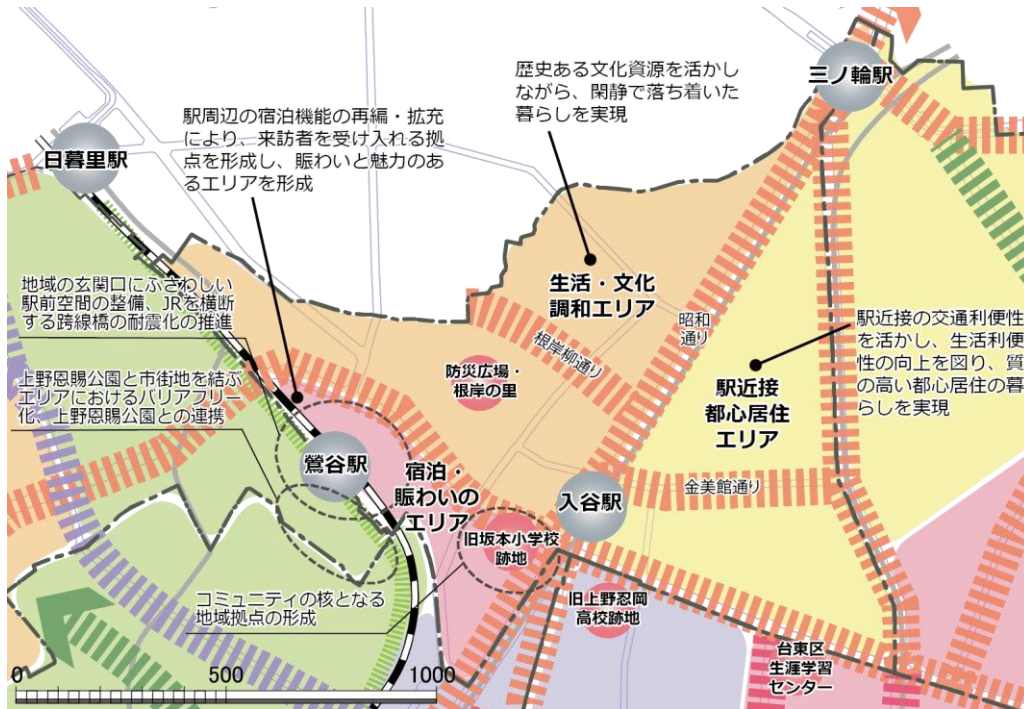 三ノ輪駅
歴史ある文化資源を活かし
ながら、閑静で落ち着いた
暮らしを実現
駅周辺の宿泊機能の再編・拡充
により、来訪者を受け入れる拠
点を形成し、賑わいと魅力のあ
るエリアを形成
日暮里駅
地域の玄関口にふさわしい
駅前空間の整備、JRを横断
する跨線橋の耐震化の推進
生活・文化
調和エリア
昭和
通り
根岸柳通り
駅近接の交通利便性
を活かし、生活利便
性の向上を図り、質
の高い都心居住の暮
らしを実現
防災広場・
根岸の里
駅近接
都心居住
エリア
上野恩賜公園と市街地を結ぶ
エリアにおけるバリアフリー
化、上野恩賜公園との連携
鶯谷駅
宿泊・
賑わいの
エリア
入谷駅
金美館通り
旧坂本小学校
跡地
コミュニティの核となる
地域拠点の形成
旧上野忍岡
高校跡地
台東区
生涯学習
センター
0 500 1000